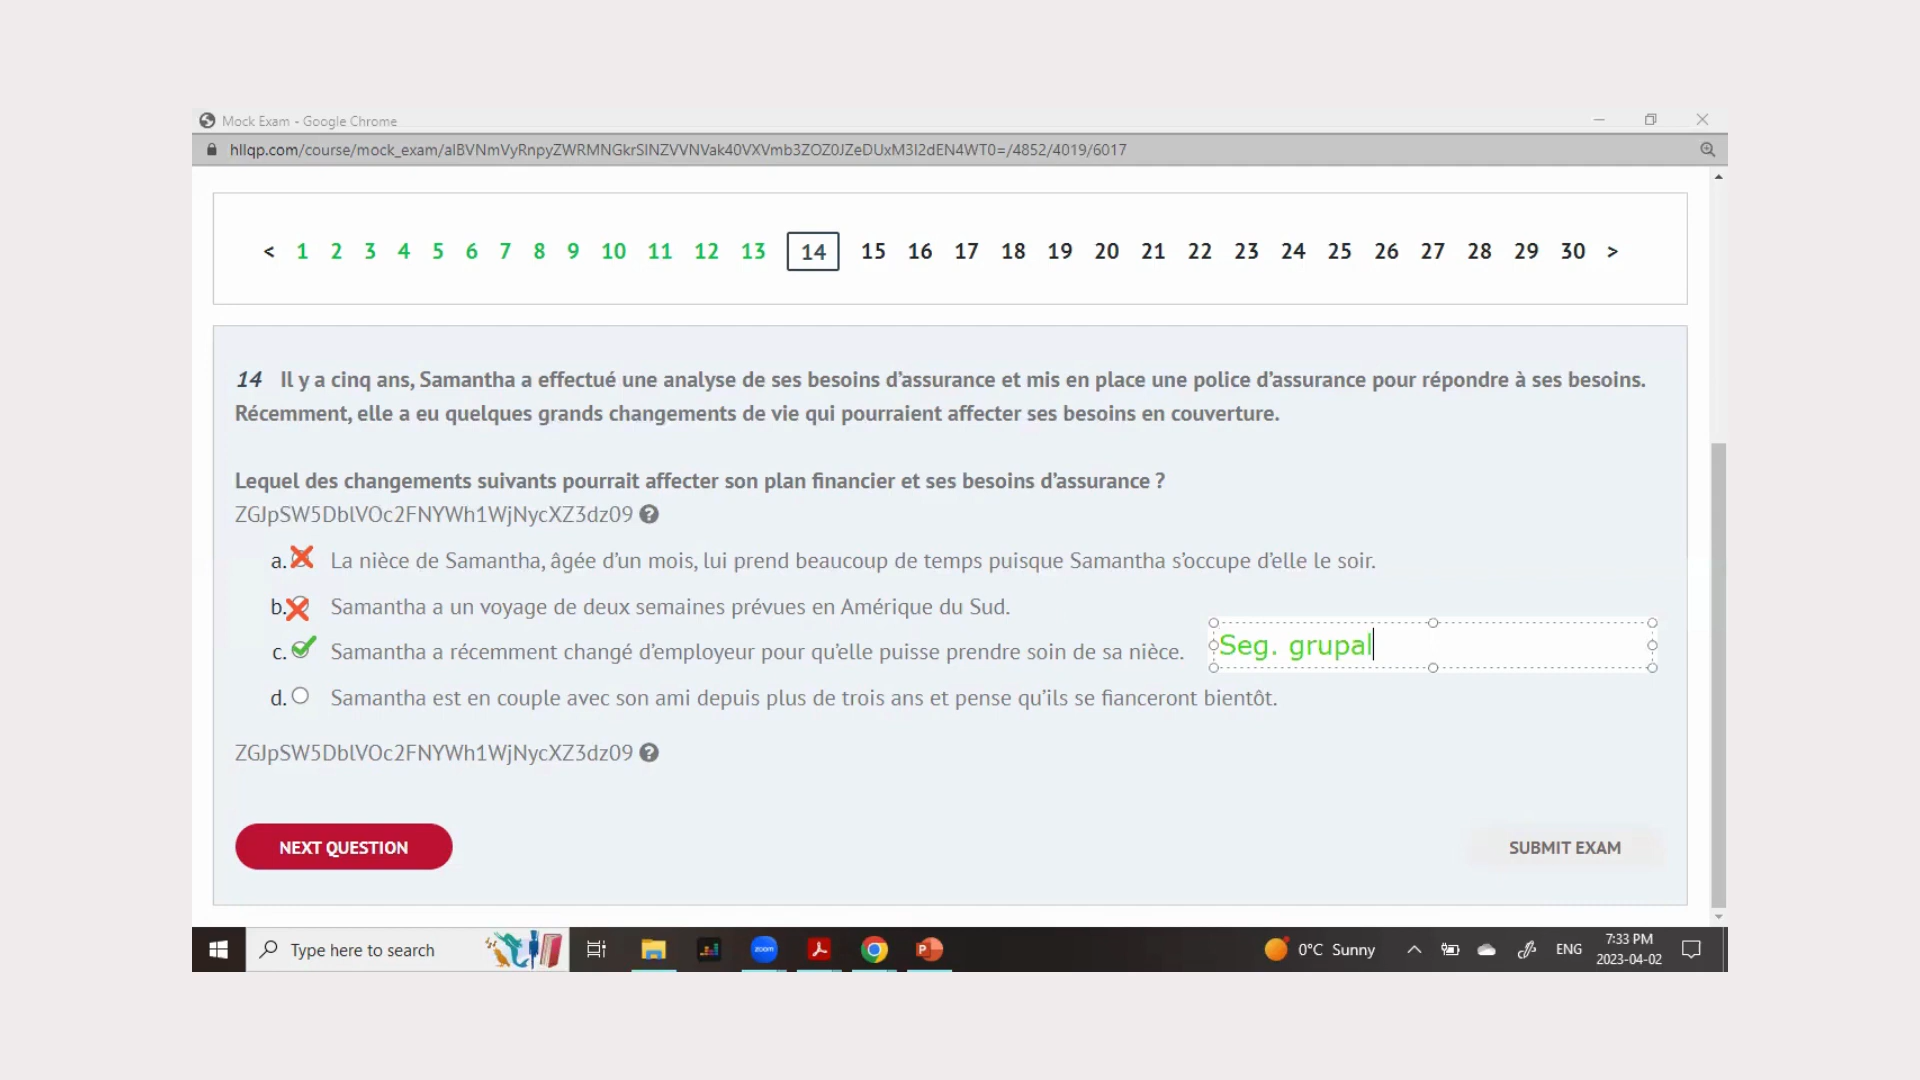 Mock Exam - Google Chrome
hllqp.com/course/mock_exam/alBVNmVyRnpyZWRMNGkrSlNZVVNVak40VXVmb3ZOZ0JZeDUxM3l2dEN4WT0=/4852/4019/6017
< 1 2 3 4 5 6 7 8 9 10 11 12 13 14 15 16 17 18 19 20 21 22 23 24 25 26 27 28 29 30 >
14 Il y a cinq ans, Samantha a effectué une analyse de ses besoins d’assurance et mis en place une police d’assurance pour répondre à ses besoins.
Récemment, elle a eu quelques grands changements de vie qui pourraient affecter ses besoins en couverture.
Lequel des changements suivants pourrait affecter son plan financier et ses besoins d’assurance ?
ZGJpSW5DblVOc2FNYWh1WjNycXZ3dz09
a. La nièce de Samantha, âgée d’un mois, lui prend beaucoup de temps puisque Samantha s’occupe d’elle le soir.
b. Samantha a un voyage de deux semaines prévues en Amérique du Sud.
c. Samantha a récemment changé d’employeur pour qu’elle puisse prendre soin de sa nièce. Seg. grupal
d. Samantha est en couple avec son ami depuis plus de trois ans et pense qu’ils se fianceront bientôt.
ZGJpSW5DblVOc2FNYWh1WjNycXZ3dz09
NEXT QUESTION SUBMIT EXAM
Type here to search zoom 0°C Sunny ENG 7:33 PM
2023-04-02